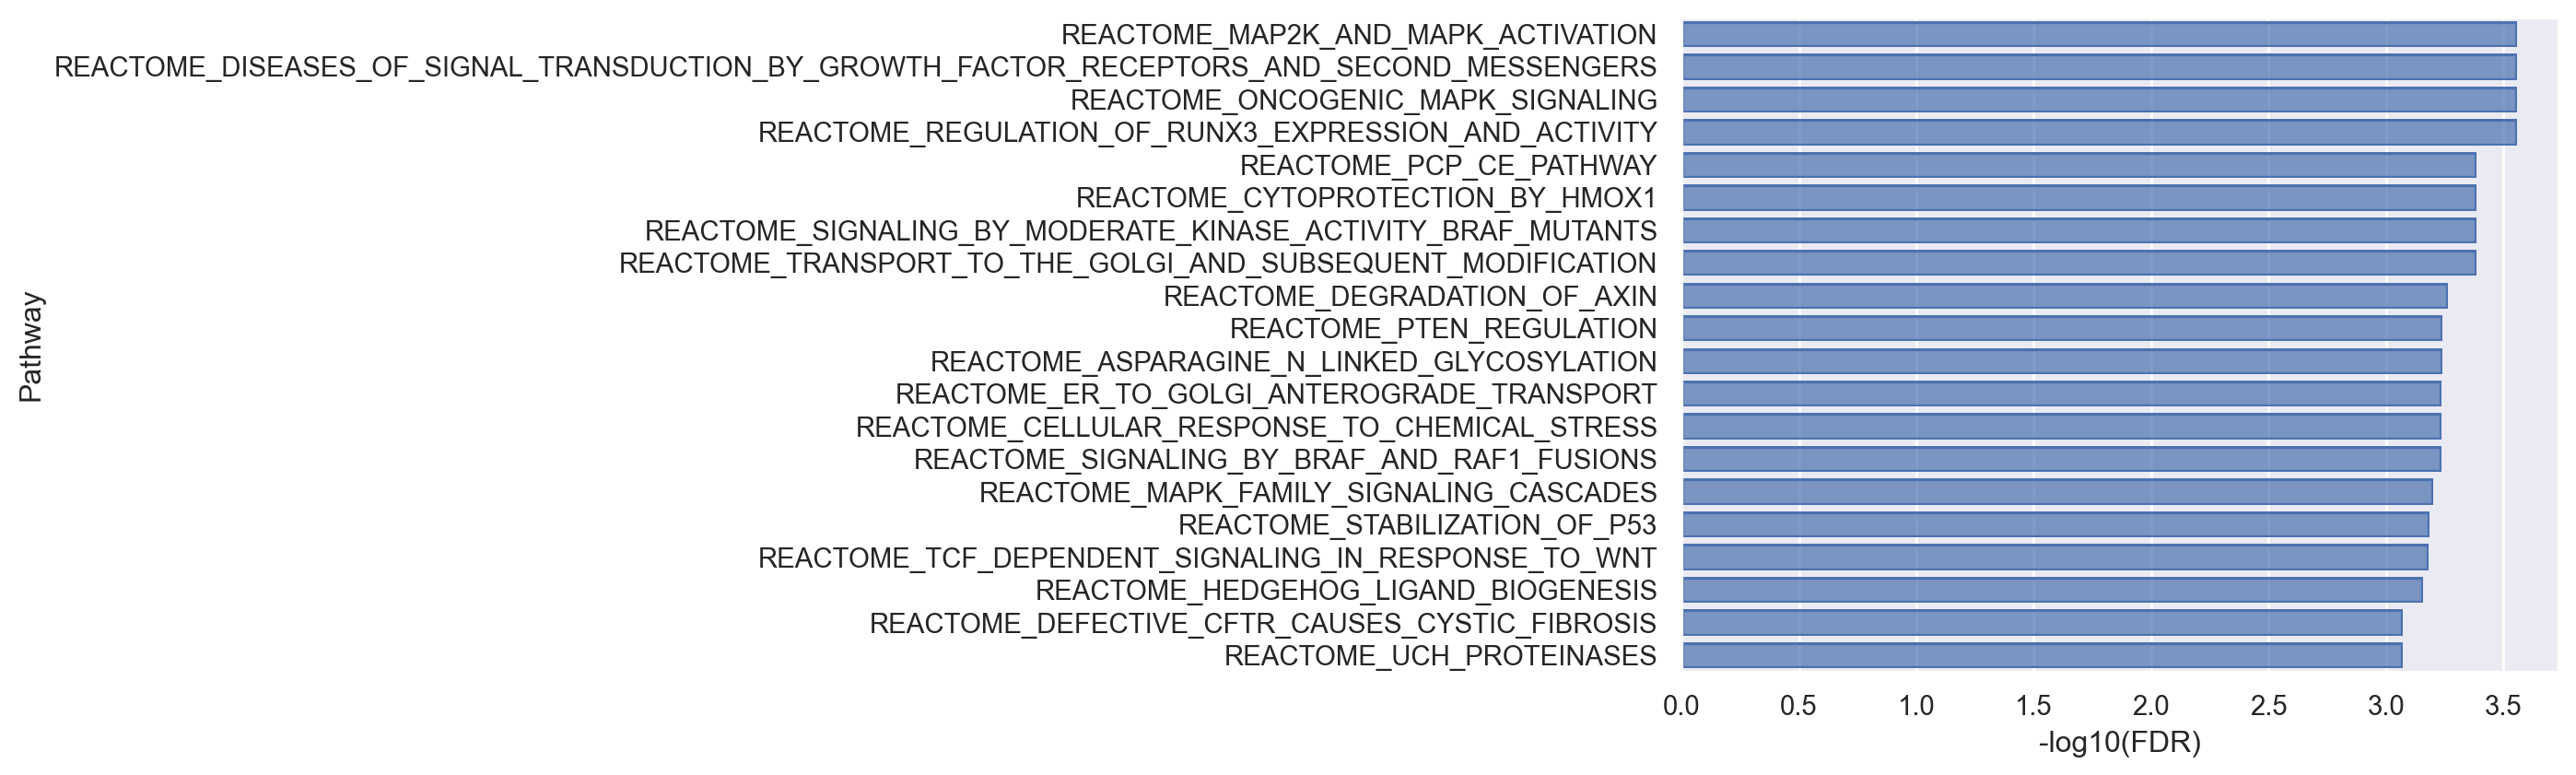 REACTOME_MAP2K_AND_MAPK_ACTIVATION
REACTOME_DISEASES_OF_SIGNAL_TRANSDUCTION_BY_GROWTH_FACTOR_RECEPTORS_AND_SECOND_MESSENGERS
REACTOME_ONCOGENIC_MAPK_SIGNALING
REACTOME_REGULATION_OF_RUNX3_EXPRESSION_AND_ACTIVITY
REACTOME_PCP_CE_PATHWAY
REACTOME_CYTOPROTECTION_BY_HMOX1
REACTOME_SIGNALING_BY_MODERATE_KINASE_ACTIVITY_BRAF_MUTANTS
REACTOME_TRANSPORT_TO_THE_GOLGI_AND_SUBSEQUENT_MODIFICATION
REACTOME_DEGRADATION_OF_AXIN
REACTOME_PTEN_REGULATION
REACTOME_ASPARAGINE_N_LINKED_GLYCOSYLATION
REACTOME_ER_TO_GOLGI_ANTEROGRADE_TRANSPORT
REACTOME_CELLULAR_RESPONSE_TO_CHEMICAL_STRESS
REACTOME_SIGNALING_BY_BRAF_AND_RAF1_FUSIONS
REACTOME_MAPK_FAMILY_SIGNALING_CASCADES
REACTOME_STABILIZATION_OF_P53
REACTOME_TCF_DEPENDENT_SIGNALING_IN_RESPONSE_TO_WNT
REACTOME_HEDGEHOG_LIGAND_BIOGENESIS
REACTOME_DEFECTIVE_CFTR_CAUSES_CYSTIC_FIBROSIS
REACTOME_UCH_PROTEINASES
Pathway
0.0 0.5 1.0 1.5 2.0 2.5 3.0 3.5
-log10(FDR)